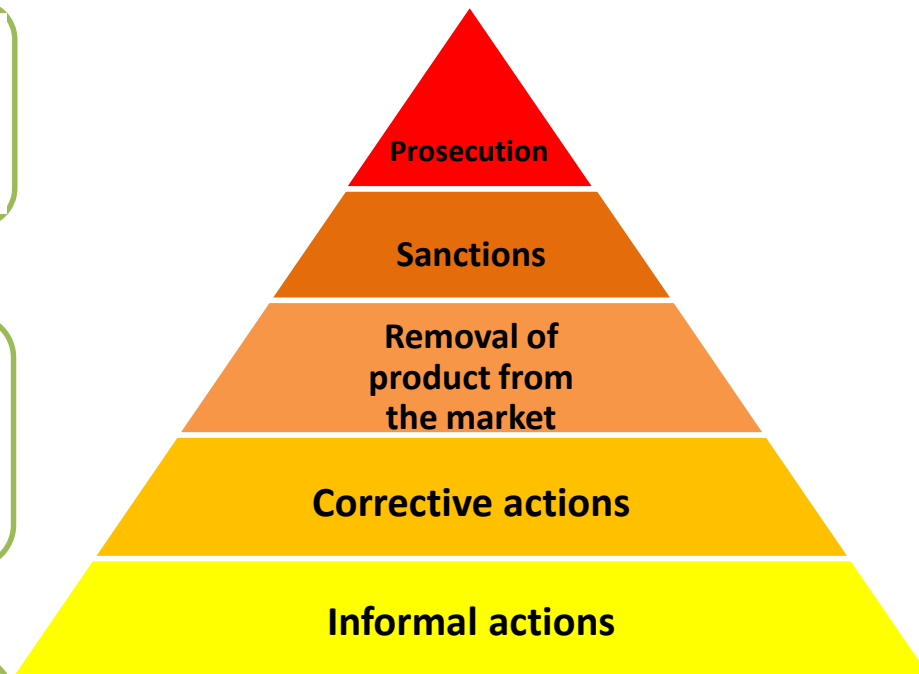 Prosecution
Sanctions
Removal of
product from
the market
Corrective actions
Informal actions